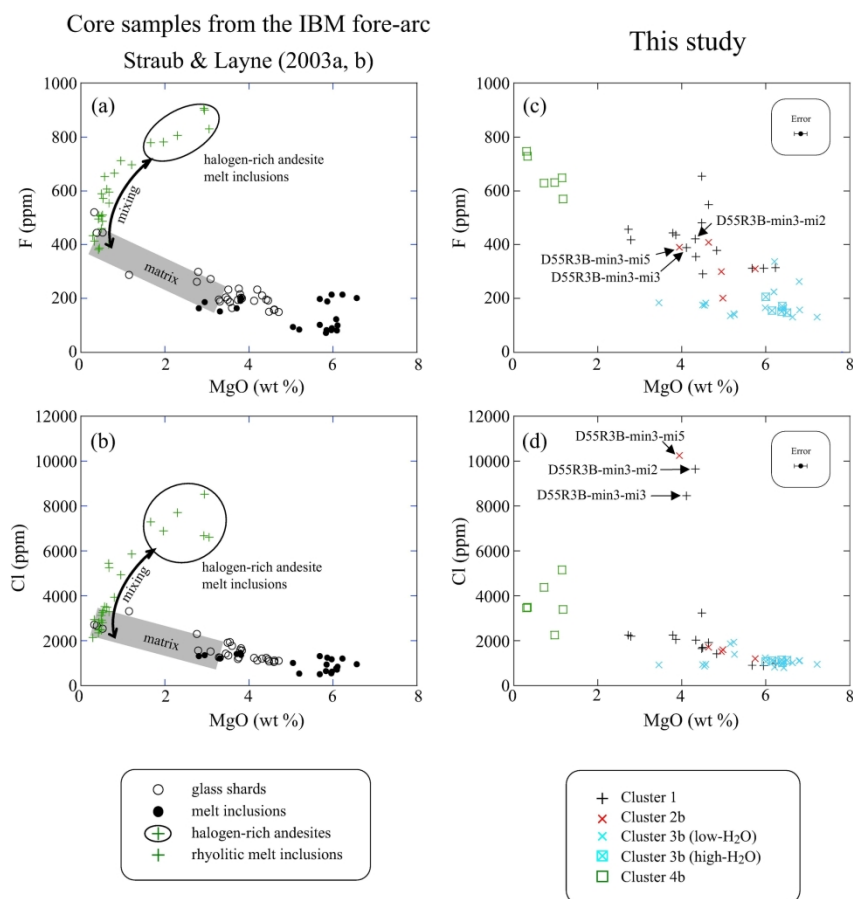 Core samples from the IBM fore-arc
Straub & Layne (2003a, b)
This study
(a)
1000
800
600
400
200
0
F (ppm)
halogen-rich andesite
melt inclusions
mixing
matrix
0
2
4
6
8
MgO (wt %)
(c)
1000
800
600
400
200
0
F (ppm)
Error
D55R3B-min3-mi2
D55R3B-min3-mi5
D55R3B-min3-mi3
0
2
4
6
8
MgO (wt %)
(b)
12000
10000
8000
6000
4000
2000
0
Cl (ppm)
halogen-rich andesite
melt inclusions
mixing
matrix
0
2
4
6
8
MgO (wt %)
(d)
12000
10000
8000
6000
4000
2000
0
Cl (ppm)
Error
D55R3B-min3-mi5
D55R3B-min3-mi2
D55R3B-min3-mi3
0
2
4
6
8
MgO (wt %)
glass shards
melt inclusions
halogen-rich andesites
rhyolitic melt inclusions
Cluster 1
Cluster 2b
Cluster 3b (low-H₂O)
Cluster 3b (high-H₂O)
Cluster 4b